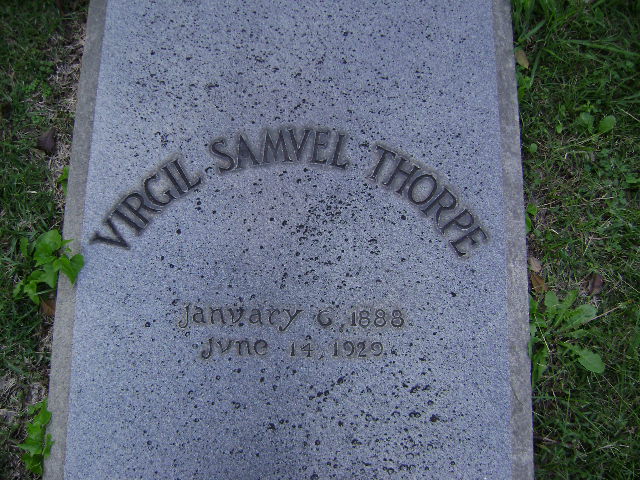 VIRGIL SAMVEL THORPE
January 6, 1888
Jvne 14, 1929